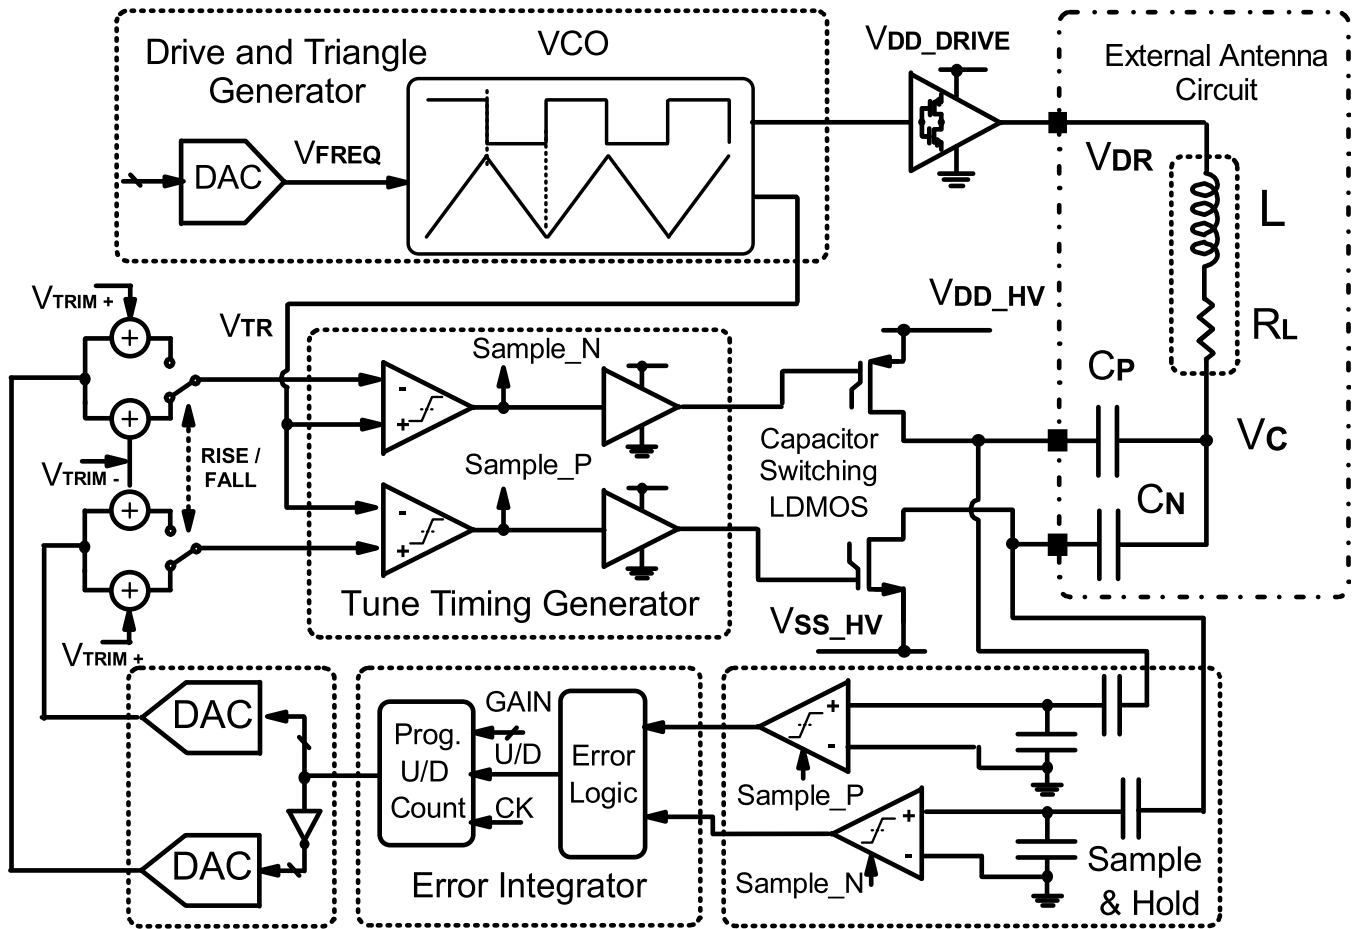 Drive and Triangle
Generator
VCO
VDD_DRIVE
External Antenna
Circuit
DAC
VFREQ
VDR
L
RL
VTRIM +
VTR
VDD_HV
Sample_N
CP
VC
-
+
+
+
RISE /
FALL
VTRIM -
Capacitor
Switching
LDMOS
Sample_P
CN
+
+
-
+
Tune Timing Generator
VSS_HV
VTRIM +
DAC
GAIN
Prog.
U/D
Count
U/D
CK
Error
Logic
+
-
Sample_P
DAC
Error Integrator
+
-
Sample_N
Sample
& Hold